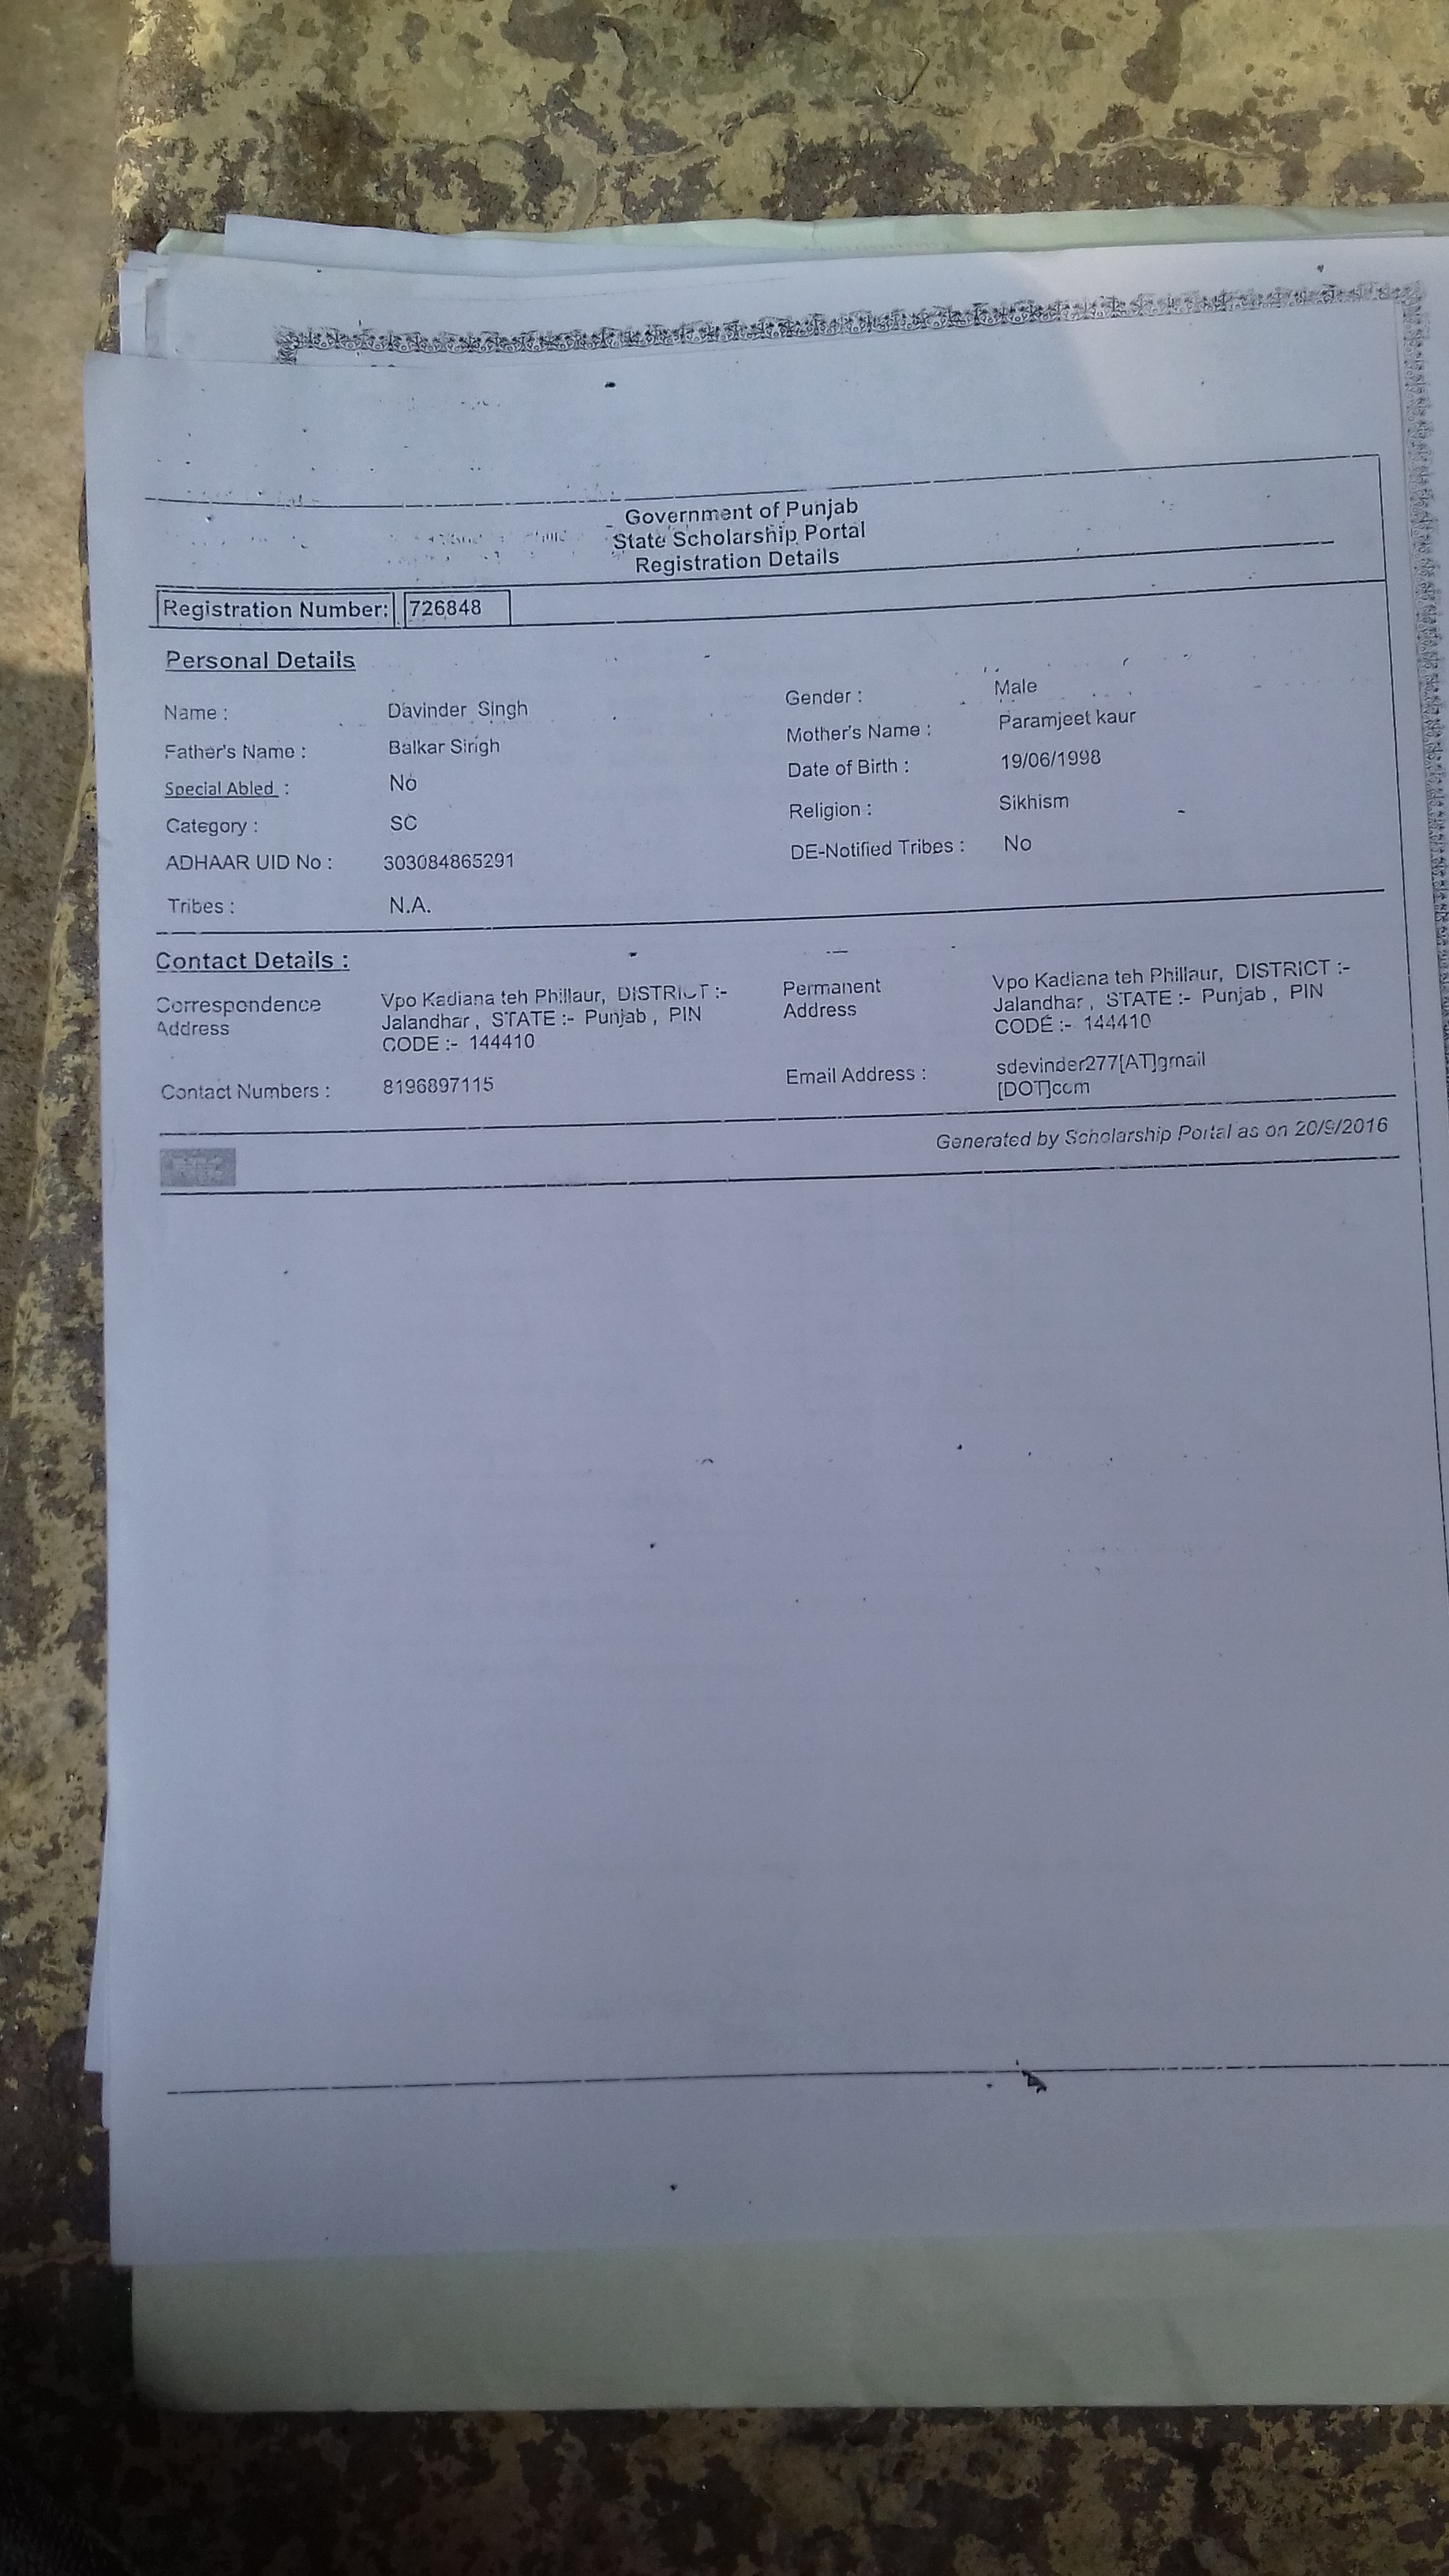 Government of Punjab
State Scholarship Portal
Registration Details
Registration Number: 726848
Personal Details
Name : Davinder Singh Gender : Male
Father's Name : Balkar Singh Mother's Name : Paramjeet kaur
Special Abled : No Date of Birth : 19/06/1998
Category : SC Religion : Sikhism
ADHAAR UID No : 303084865291 DE-Notified Tribes : No
Tribes : N.A.
Contact Details :
Correspondence Address Vpo Kadiana teh Phillaur, DISTRICT :- Permanent Address Vpo Kadiana teh Phillaur, DISTRICT :-
Jalandhar , STATE :- Punjab , PIN Jalandhar , STATE :- Punjab , PIN
CODE :- 144410 CODE :- 144410
Contact Numbers : 8196897115 Email Address : sdevinder277[AT]gmail
[DOT]com
Generated by Scholarship Portal as on 20/9/2016